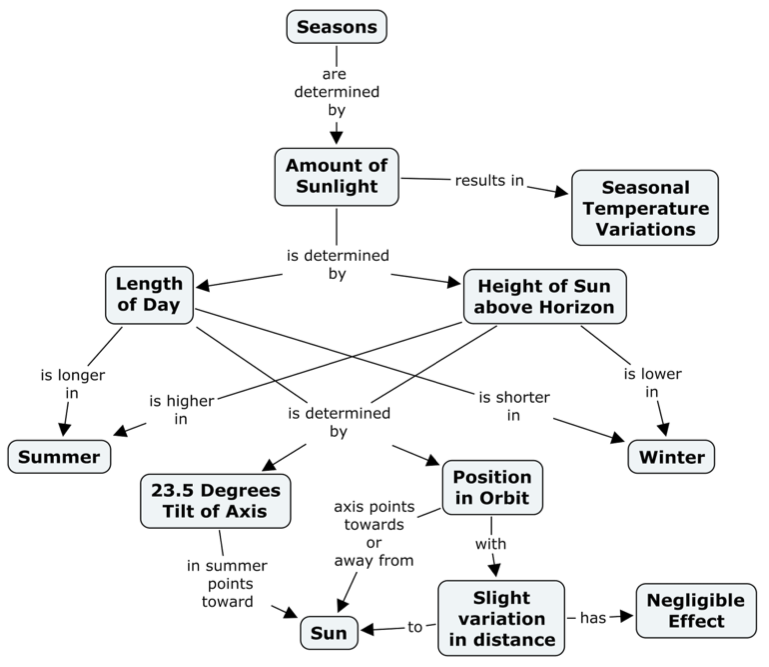 Seasons
are
determined
by
Amount of
Sunlight
results in
Seasonal
Temperature
Variations
is determined
by
Length
of Day
Height of Sun
above Horizon
is longer
in
is higher
in
is determined
by
is shorter
in
is lower
in
Summer
Winter
23.5 Degrees
Tilt of Axis
Position
in Orbit
axis points
towards
or
away from
with
in summer
points
toward
Sun
to
Slight
variation
in distance
has
Negligible
Effect